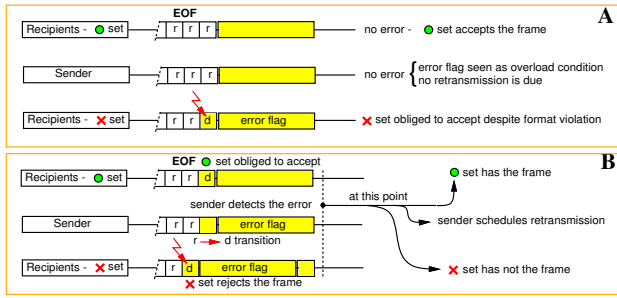 EOF
A
Recipients - set
r r r
no error - set accepts the frame
Sender
r r r
no error
error flag seen as overload condition
no retransmission is due
Recipients - set
r r d
error flag
set obliged to accept despite format violation
B
EOF set obliged to accept
Recipients - set
r r d
set has the frame
sender detects the error
at this point
Sender
r r
error flag
sender schedules retransmission
r d transition
Recipients - set
r d
error flag
set has not the frame
set rejects the frame